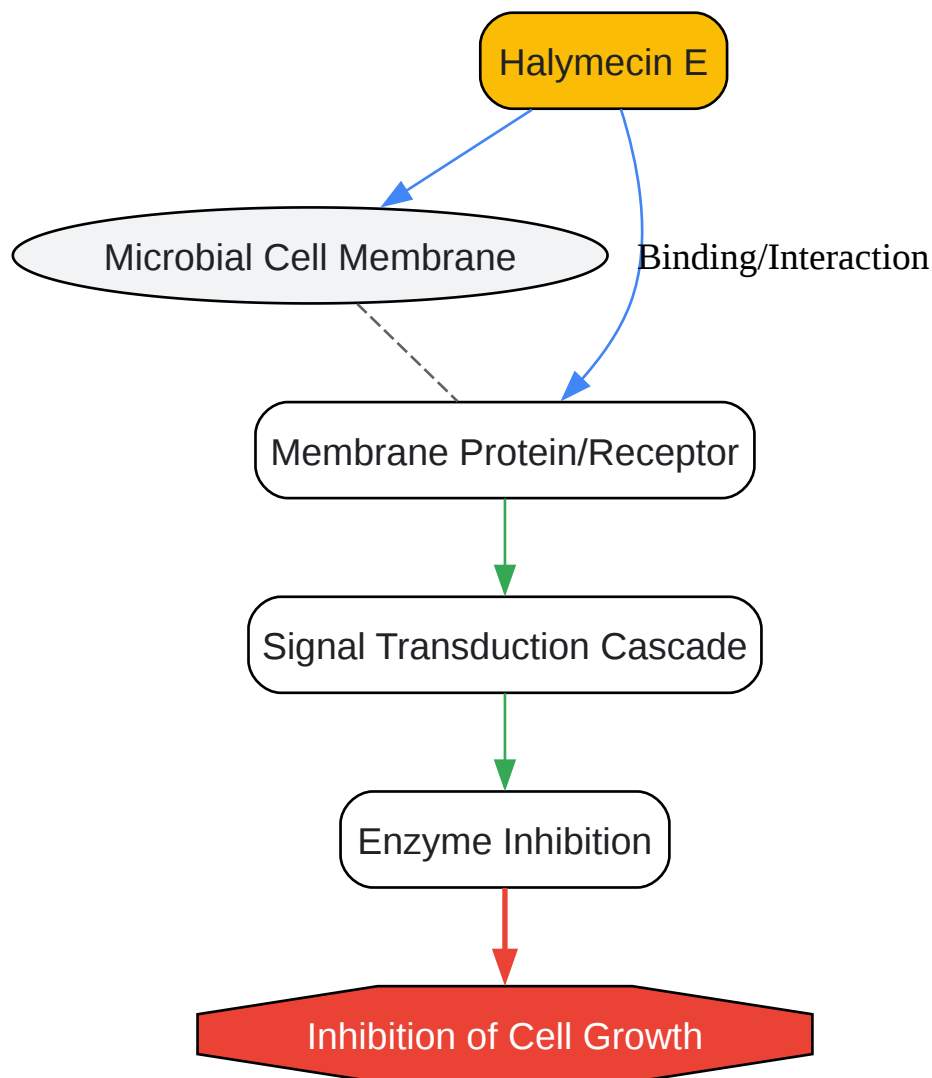 Halymecin E
Microbial Cell Membrane
Binding/Interaction
Membrane Protein/Receptor
Signal Transduction Cascade
Enzyme Inhibition
Inhibition of Cell Growth